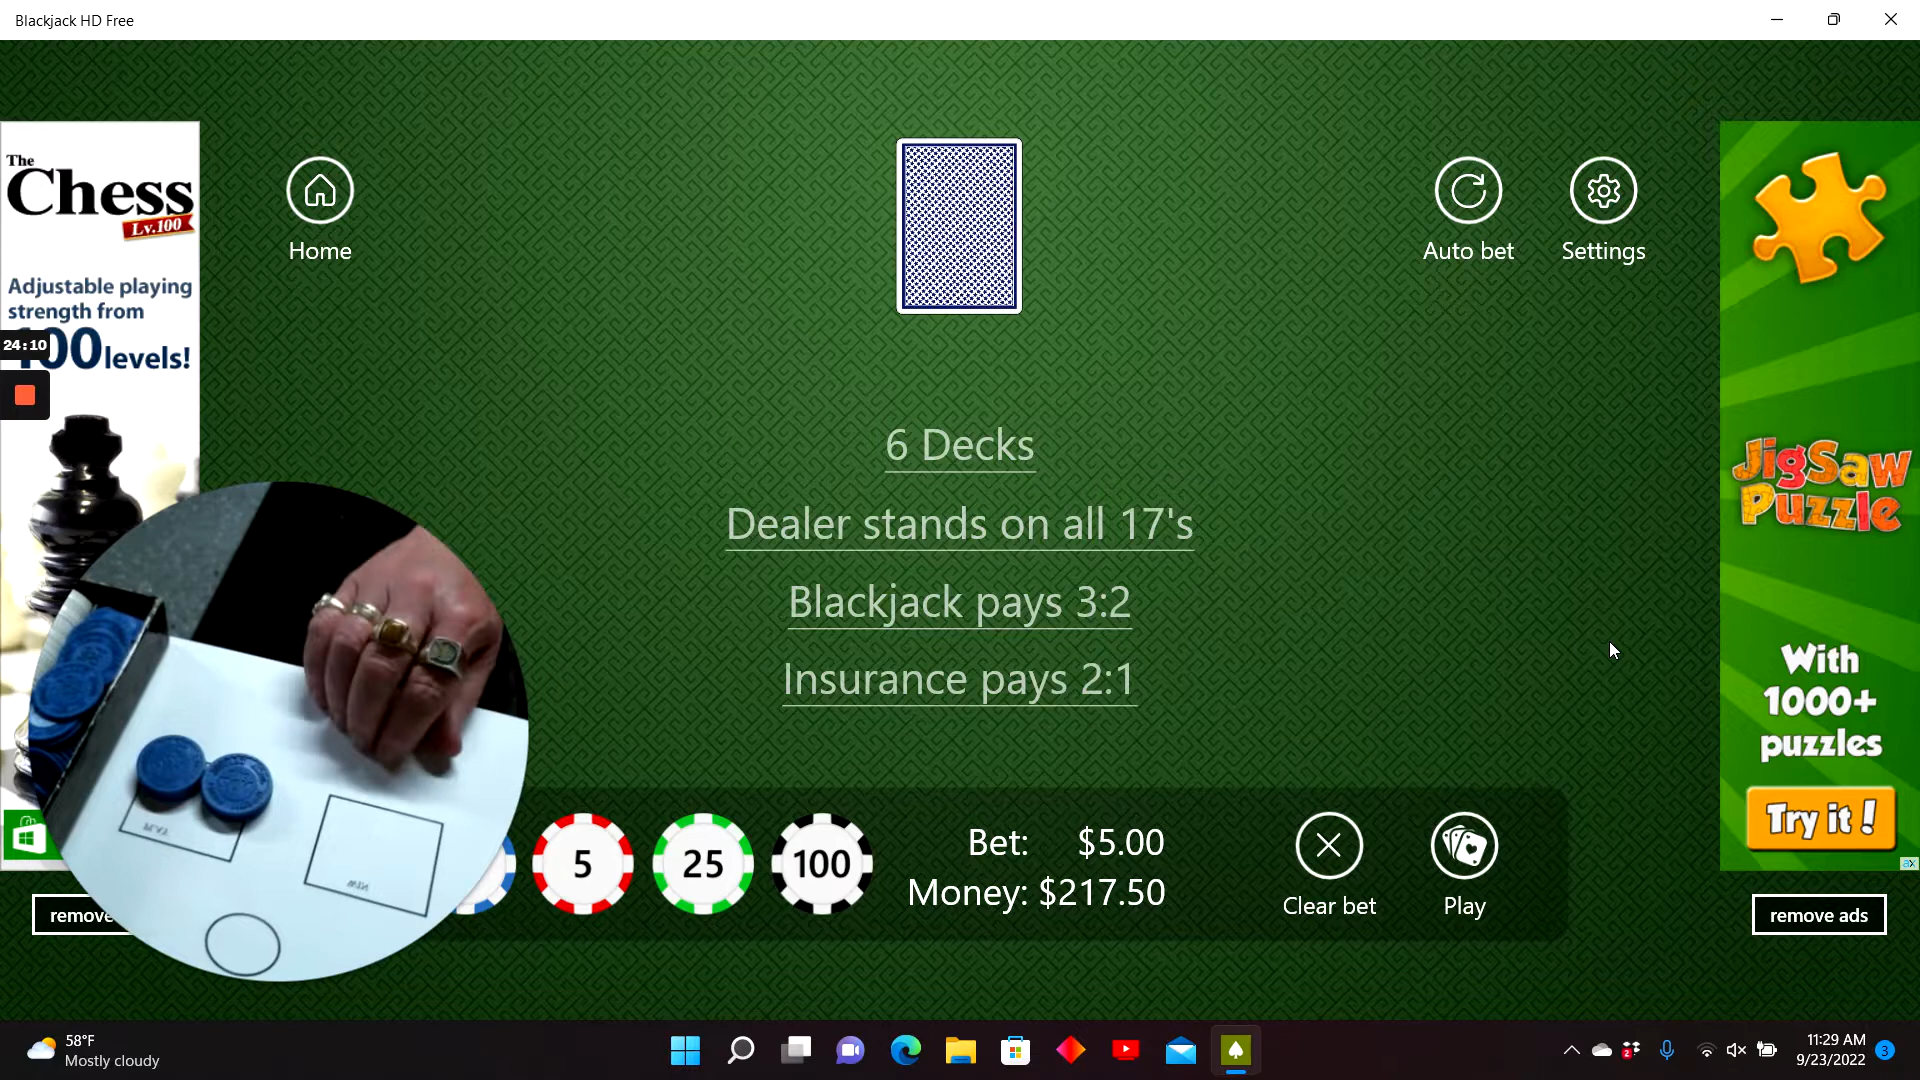 Blackjack HD Free
The
Chess
Lv.100
Adjustable playing
strength from
00levels!
24:10
Home
Auto bet
Settings
6 Decks
Dealer stands on all 17's
Blackjack pays 3:2
Insurance pays 2:1
JigSaw
Puzzle
With
1000+
puzzles
Try it !
remove
5
25
100
Bet: $5.00
Money: $217.50
Clear bet
Play
remove ads
58°F
Mostly cloudy
2
11:29 AM
9/23/2022
3